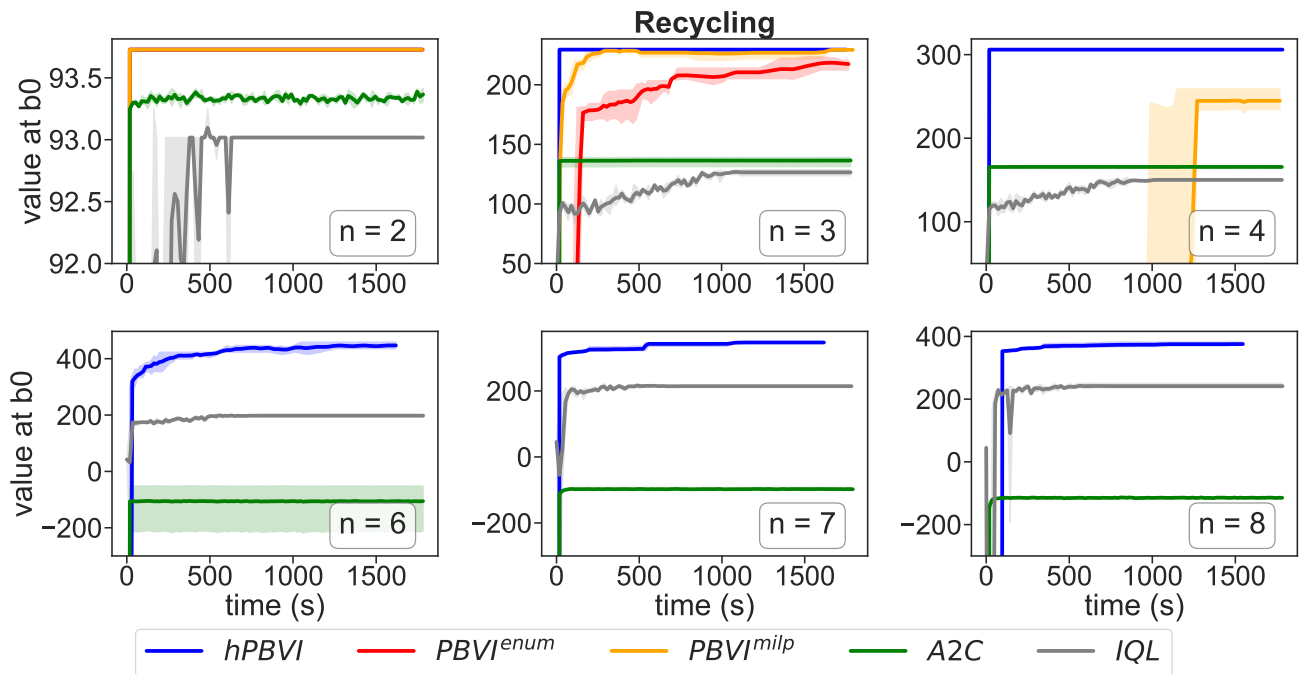 Recycling
value at b0
93.5
93.0
92.5
92.0
0 500 1000 1500
n = 2
200
150
100
50
0 500 1000 1500
n = 3
300
200
100
0 500 1000 1500
n = 4
value at b0
400
200
0
−200
0 500 1000 1500
n = 6
time (s)
400
200
0
−200
0 500 1000 1500
n = 7
time (s)
400
200
0
−200
0 500 1000 1500
n = 8
time (s)
hPBVI PBVI^enum PBVI^milp A2C IQL